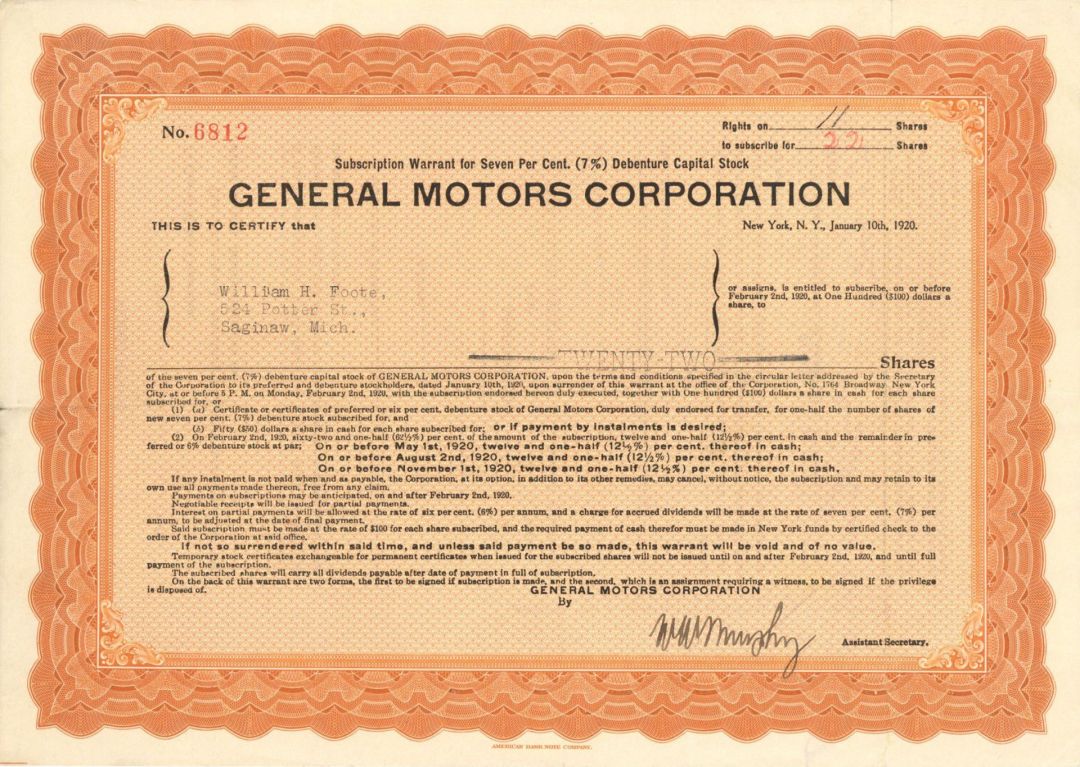 No. 6812
Rights on 11 Shares
to subscribe for 22 Shares
Subscription Warrant for Seven Per Cent. (7%) Debenture Capital Stock
GENERAL MOTORS CORPORATION
THIS IS TO CERTIFY that
New York, N. Y., January 10th, 1920.
William H. Foote,
524 Potter St.,
Saginaw, Mich.
or assigns, is entitled to subscribe, on or before
February 2nd, 1920, at One Hundred ($100) dollars a
share, to
TWENTY-TWO Shares
of the seven per cent. (7%) debenture capital stock of GENERAL MOTORS CORPORATION, upon the terms and conditions specified in the circular letter addressed by the Secretary
of the Corporation to its preferred and debenture stockholders, dated January 10th, 1920, upon surrender of this warrant at the office of the Corporation, No. 1764 Broadway, New York
City, at or before 5 P. M. on Monday, February 2nd, 1920, with the subscription endorsed hereon duly executed, together with One hundred ($100) dollars a share in cash for each share
subscribed for, or
(1) (a) Certificate or certificates of preferred or six per cent. debenture stock of General Motors Corporation, duly endorsed for transfer, for one-half the number of shares of
new seven per cent. (7%) debenture stock subscribed for, and
(b) Fifty ($50) dollars a share in cash for each share subscribed for; or if payment by instalments is desired;
(2) On February 2nd, 1920, sixty-two and one-half (62½%) per cent. of the amount of the subscription, twelve and one-half (12½%) per cent. in cash and the remainder in pre-
ferred or 6% debenture stock at par; On or before May 1st, 1920, twelve and one-half (12½%) per cent. thereof in cash;
On or before August 2nd, 1920, twelve and one-half (12½%) per cent. thereof in cash;
On or before November 1st, 1920, twelve and one-half (12½%) per cent. thereof in cash.
If any instalment is not paid when and as payable, the Corporation, at its option, in addition to its other remedies, may cancel, without notice, the subscription and may retain to its
own use all payments made thereon, free from any claim.
Payments on subscriptions may be anticipated, on and after February 2nd, 1920.
Negotiable receipts will be issued for partial payments.
Interest on partial payments will be allowed at the rate of six per cent. (6%) per annum, and a charge for accrued dividends will be made at the rate of seven per cent. (7%) per
annum, to be adjusted at the date of final payment.
Said subscription must be made at the rate of $100 for each share subscribed, and the required payment of cash therefor must be made in New York funds by certified check to the
order of the Corporation at said office.
If not so surrendered within said time, and unless said payment be so made, this warrant will be void and of no value.
Temporary stock certificates exchangeable for permanent certificates when issued for the subscribed shares will not be issued until on and after February 2nd, 1920, and until full
payment of the subscription.
The subscribed shares will carry all dividends payable after date of payment in full of subscription.
On the back of this warrant are two forms, the first to be signed if subscription is made, and the second, which is an assignment requiring a witness, to be signed if the privilege
is disposed of.
GENERAL MOTORS CORPORATION
By
WW Murphy
Assistant Secretary.
AMERICAN BANK NOTE COMPANY.